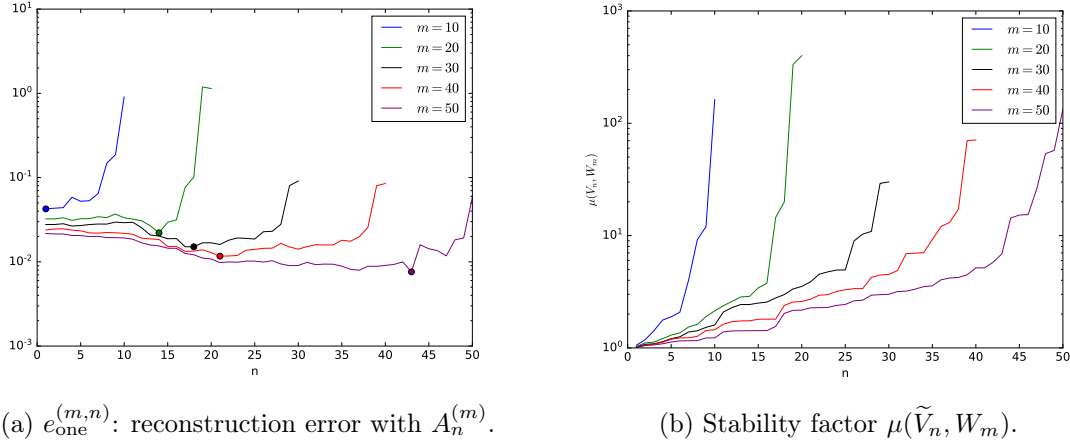 10^1
10^0
10^{-1}
10^{-2}
10^{-3}
0 5 10 15 20 25 30 35 40 45 50
n
m = 10
m = 20
m = 30
m = 40
m = 50
(a) e_{one}^{(m,n)}: reconstruction error with A_n^{(m)}.
10^3
10^2
10^1
10^0
μ(Ṽ_n, W_m)
0 5 10 15 20 25 30 35 40 45 50
n
m = 10
m = 20
m = 30
m = 40
m = 50
(b) Stability factor μ(Ṽ_n, W_m).